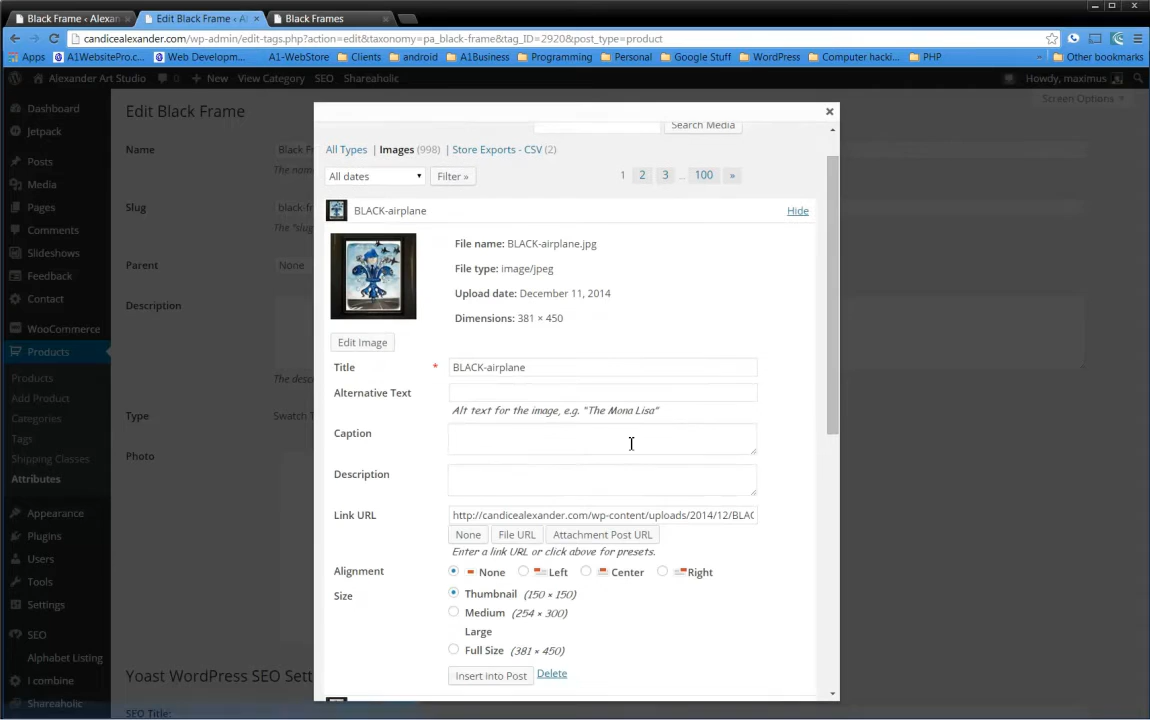 Black Frame ‹ Alexan
Edit Black Frame ‹ A
Black Frames
candicealexander.com/wp-admin/edit-tags.php?action=edit&taxonomy=pa_black-frame&tag_ID=2920&post_type=product
Apps A1WebsitePro.c... Web Developm... A1-WebStore Clients android A1Business Programming Personal Google Stuff WordPress Computer hacki... PHP » Other bookmarks
Alexander Art Studio 0 + New View Category SEO Shareaholic Howdy, maximus
Screen Options
Dashboard
Jetpack
Posts
Media
Pages
Comments
Slideshows
Feedback
Contact
WooCommerce
Products
Products
Add Product
Categories
Tags
Shipping Classes
Attributes
Appearance
Plugins
Users
Tools
Settings
SEO
Alphabet Listing
I combine
Shareaholic
Edit Black Frame
Name Black Fr
The nam
Slug black-f
The "slug
Parent None
Description
The desc
Type Swatch T
Photo
Yoast WordPress SEO Sett
SEO Title:
Search Media
All Types | Images (998) | Store Exports - CSV (2)
All dates Filter » 1 2 3 ... 100 »
BLACK-airplane Hide
File name: BLACK-airplane.jpg
File type: image/jpeg
Upload date: December 11, 2014
Dimensions: 381 × 450
Edit Image
Title * BLACK-airplane
Alternative Text
Alt text for the image, e.g. "The Mona Lisa"
Caption
Description
Link URL http://candicealexander.com/wp-content/uploads/2014/12/BLAC
None File URL Attachment Post URL
Enter a link URL or click above for presets.
Alignment None Left Center Right
Size Thumbnail (150 × 150)
Medium (254 × 300)
Large
Full Size (381 × 450)
Insert into Post Delete